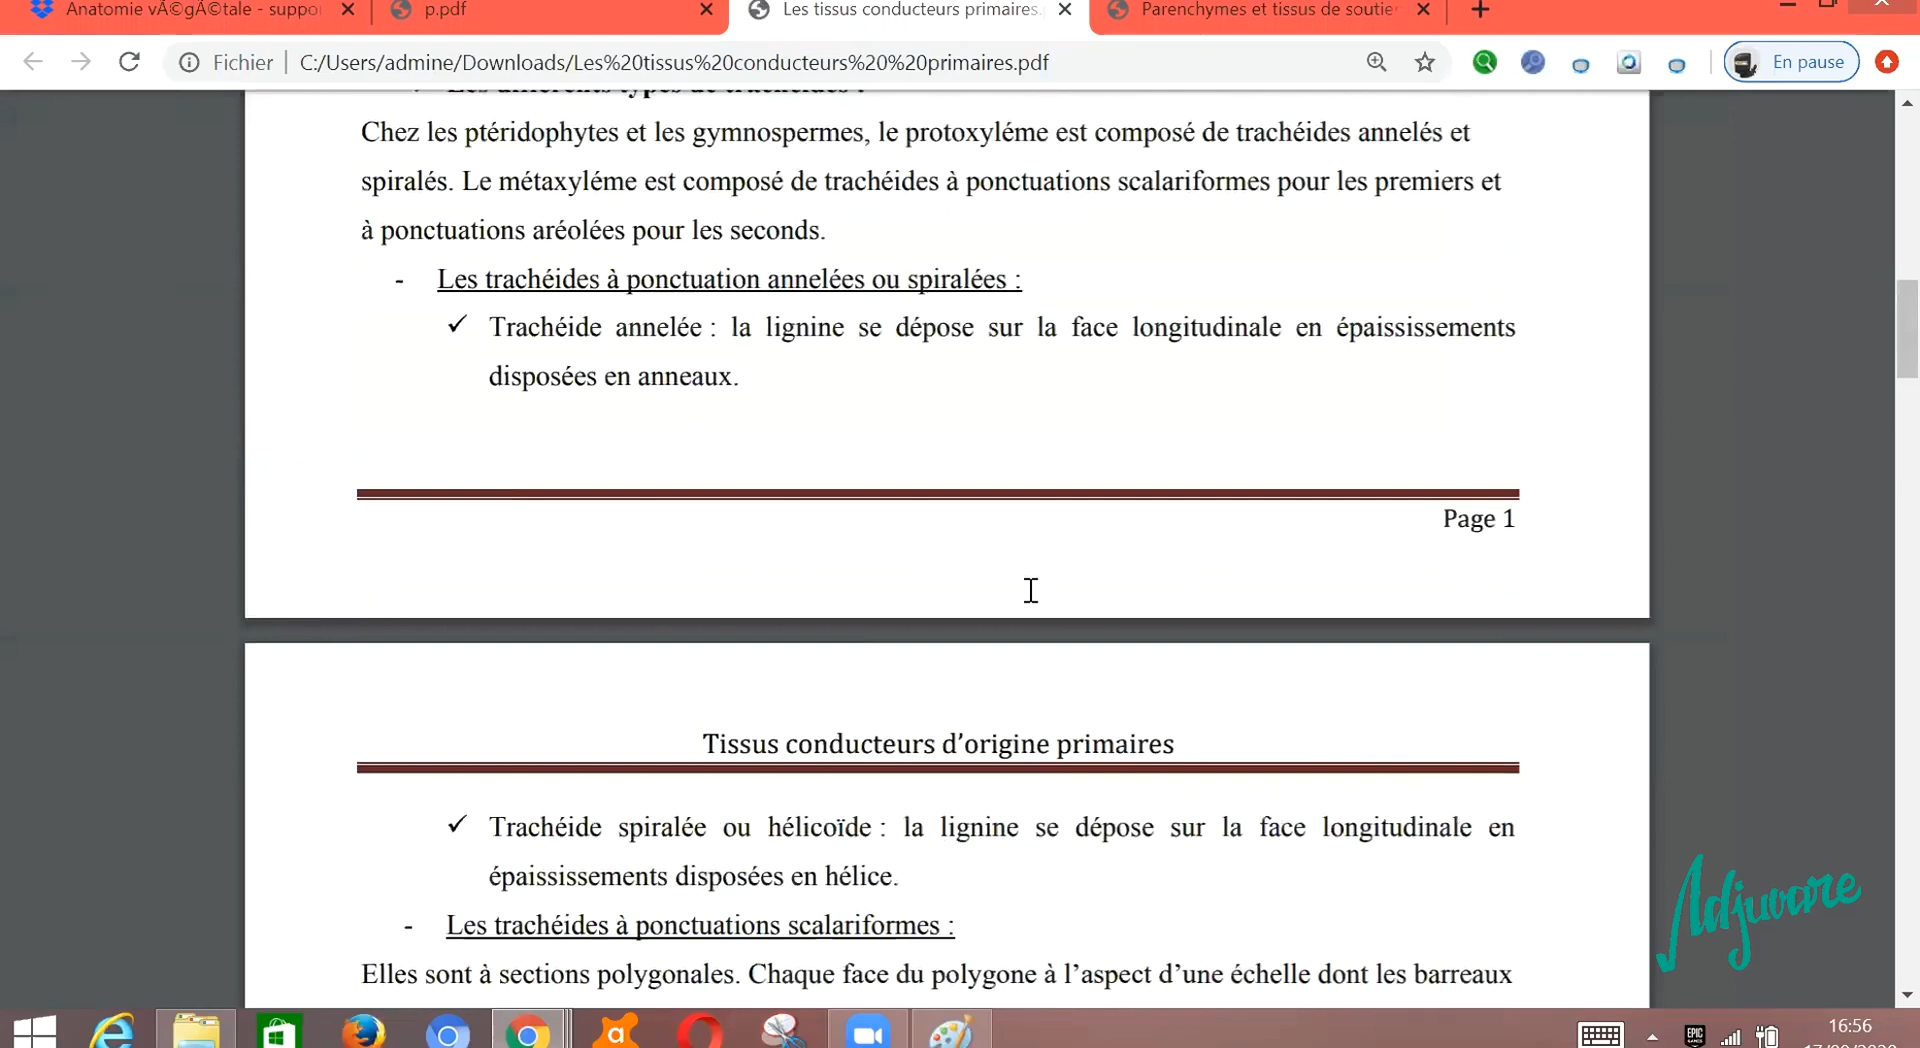 Anatomie vÃ©gÃ©tale - suppo
p.pdf
Les tissus conducteurs primaires.
Parenchymes et tissus de soutie
Fichier
C:/Users/admine/Downloads/Les%20tissus%20conducteurs%20%20primaires.pdf
En pause
Les différents types de trachéides :
Chez les ptéridophytes et les gymnospermes, le protoxyléme est composé de trachéides annelés et
spiralés. Le métaxyléme est composé de trachéides à ponctuations scalariformes pour les premiers et
à ponctuations aréolées pour les seconds.
- Les trachéides à ponctuation annelées ou spiralées :
✓ Trachéide annelée : la lignine se dépose sur la face longitudinale en épaississements
disposées en anneaux.
Page 1
Tissus conducteurs d’origine primaires
✓ Trachéide spiralée ou hélicoïde : la lignine se dépose sur la face longitudinale en
épaississements disposées en hélice.
- Les trachéides à ponctuations scalariformes :
Elles sont à sections polygonales. Chaque face du polygone à l’aspect d’une échelle dont les barreaux
Adjuvare
EPIC
16:56